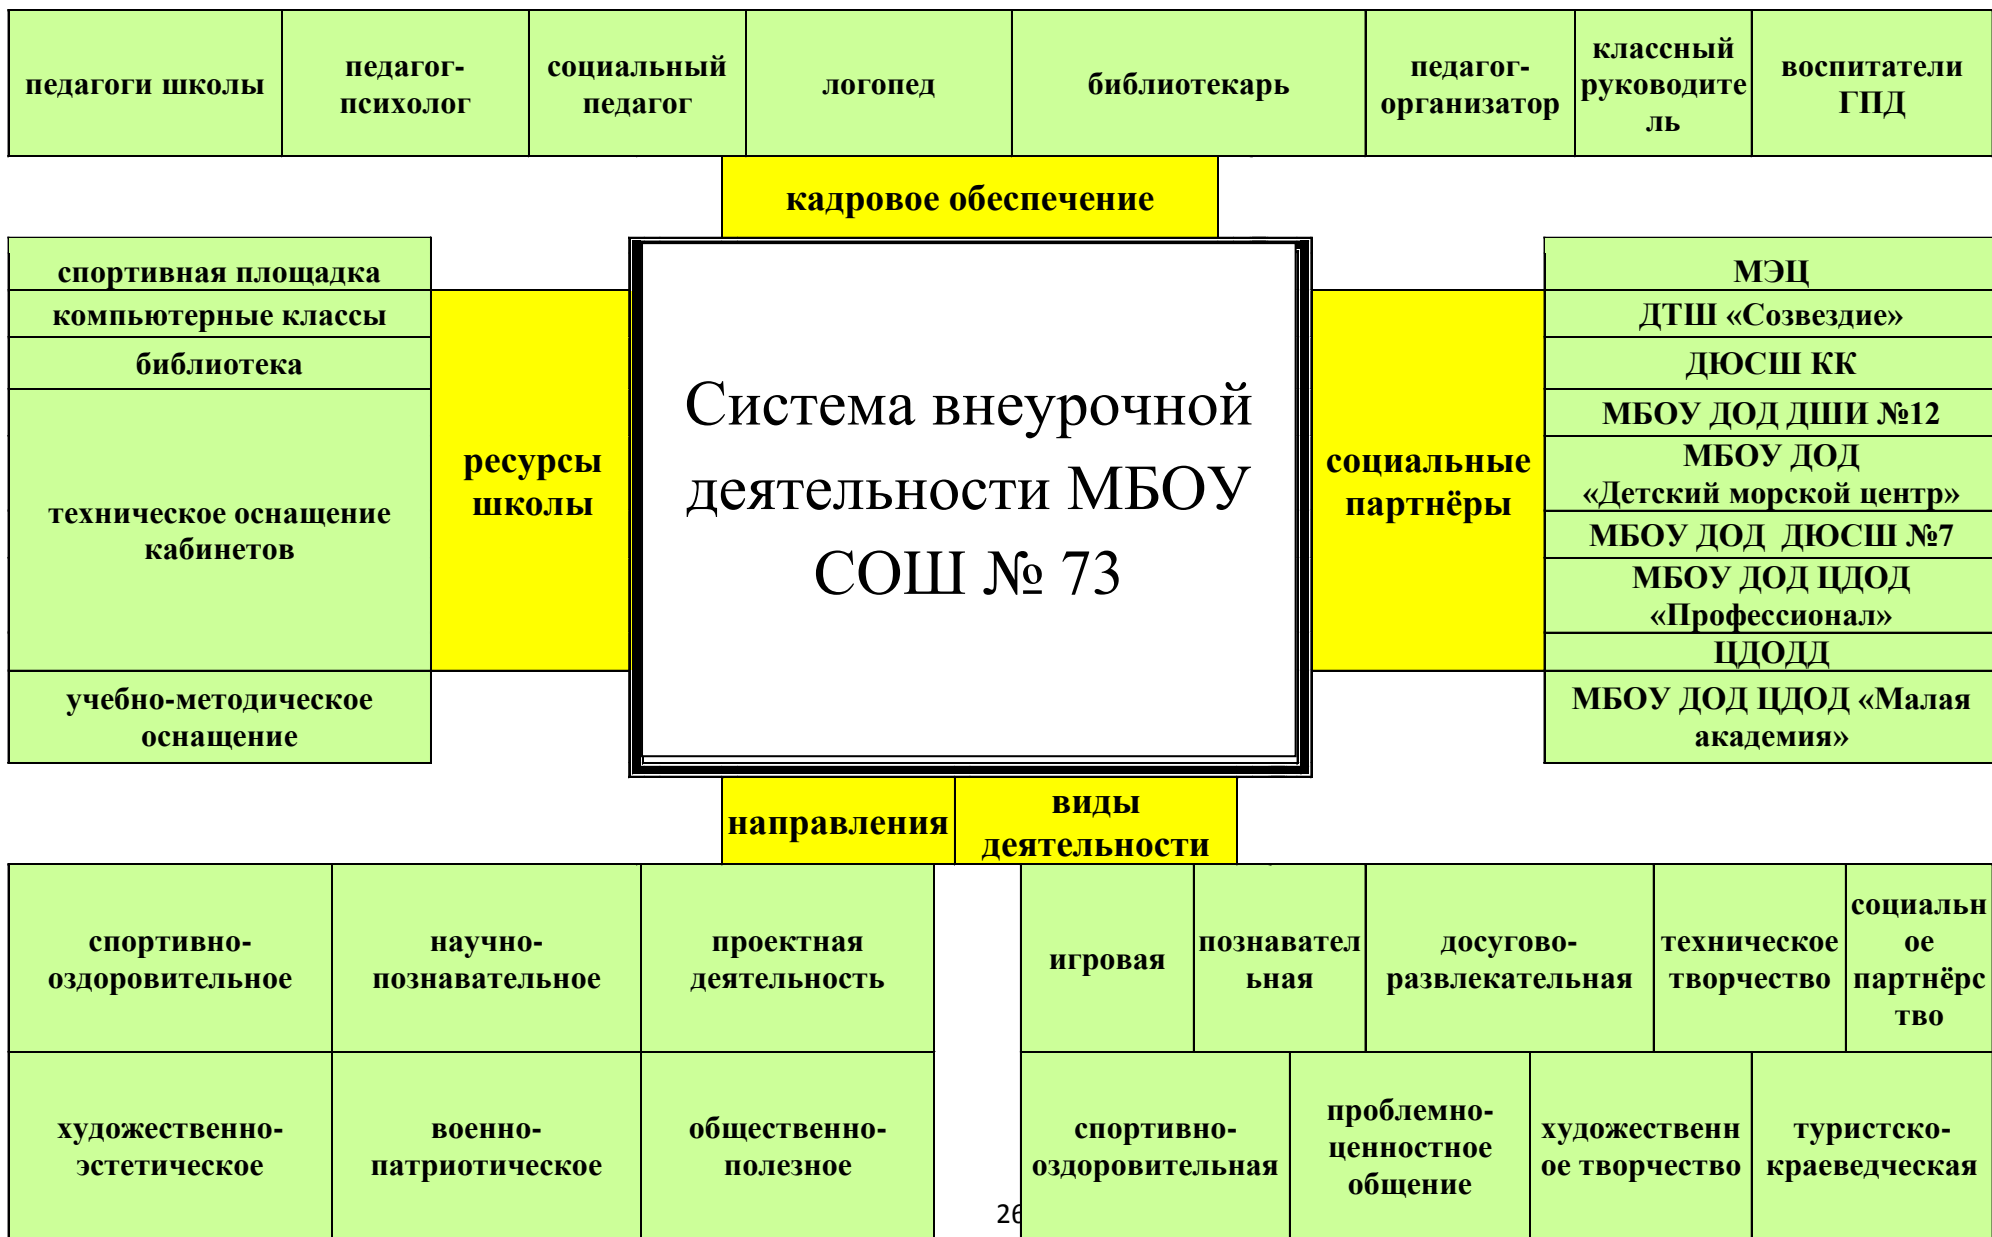 педагоги школы
педагог-
психолог
социальный
педагог
логопед
библиотекарь
педагог-
организатор
классный
руководите
ль
воспитатели
ГПД
кадровое обеспечение
спортивная площадка
компьютерные классы
библиотека
техническое оснащение
кабинетов
учебно-методическое
оснащение
ресурсы
школы
Система внеурочной
деятельности МБОУ
СОШ № 73
социальные
партнёры
МЭЦ
ДТШ «Созвездие»
ДЮСШ КК
МБОУ ДОД ДШИ №12
МБОУ ДОД
«Детский морской центр»
МБОУ ДОД ДЮСШ №7
МБОУ ДОД ЦДОД
«Профессионал»
ЦДОДД
МБОУ ДОД ЦДОД «Малая
академия»
направления
виды
деятельности
спортивно-
оздоровительное
научно-
познавательное
проектная
деятельность
художественно-
эстетическое
военно-
патриотическое
общественно-
полезное
игровая
познавател
ьная
досугово-
развлекательная
техническое
творчество
социальн
ое
партнёрс
тво
спортивно-
оздоровительная
проблемно-
ценностное
общение
художественн
ое творчество
туристско-
краеведческая
26